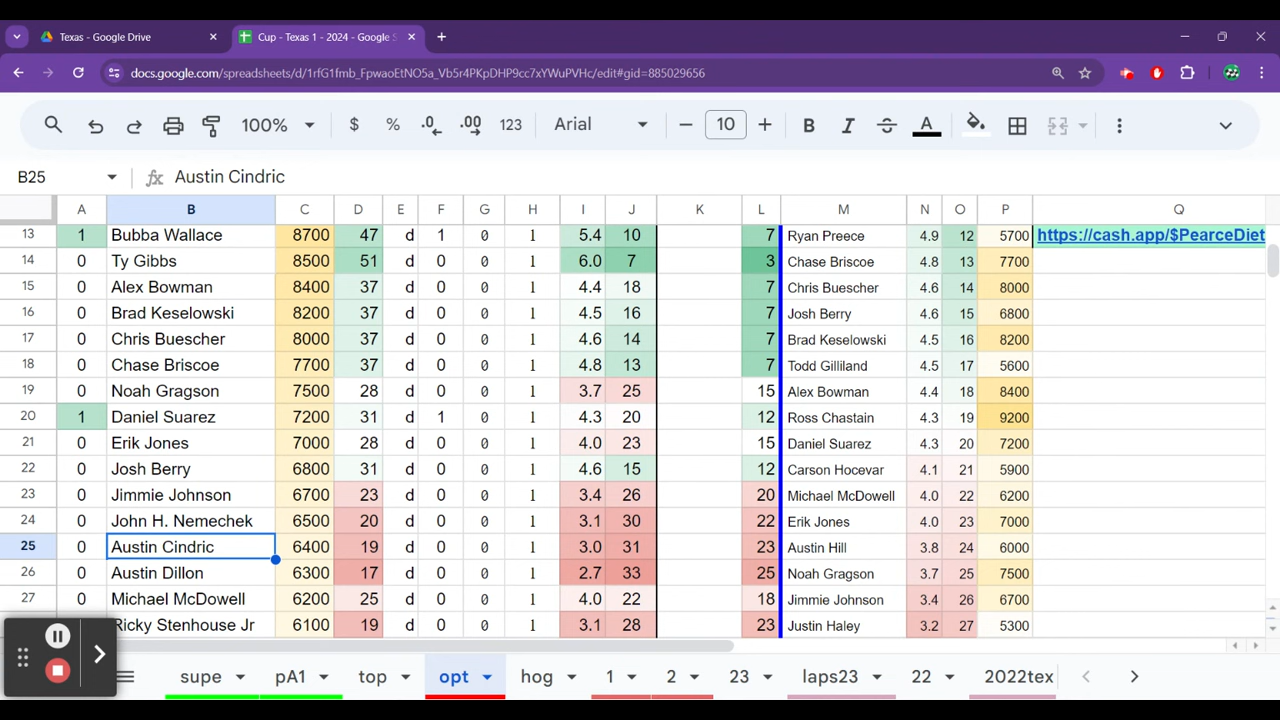 Texas - Google Drive
Cup - Texas 1 - 2024 - Google S
docs.google.com/spreadsheets/d/1rfG1fmb_FpwaoEtNO5a_Vb5r4PKpDHP9cc7xYWuPVHc/edit#gid=885029656
100% $ % .0 .00 123 Arial 10 B I S A
B25 fx Austin Cindric
A B C D E F G H I J K L M N O P Q
13 1 Bubba Wallace 8700 47 d 1 0 1 5.4 10 7 Ryan Preece 4.9 12 5700 https://cash.app/$PearceDiet
14 0 Ty Gibbs 8500 51 d 0 0 1 6.0 7 3 Chase Briscoe 4.8 13 7700
15 0 Alex Bowman 8400 37 d 0 0 1 4.4 18 7 Chris Buescher 4.6 14 8000
16 0 Brad Keselowski 8200 37 d 0 0 1 4.5 16 7 Josh Berry 4.6 15 6800
17 0 Chris Buescher 8000 37 d 0 0 1 4.6 14 7 Brad Keselowski 4.5 16 8200
18 0 Chase Briscoe 7700 37 d 0 0 1 4.8 13 7 Todd Gilliland 4.5 17 5600
19 0 Noah Gragson 7500 28 d 0 0 1 3.7 25 15 Alex Bowman 4.4 18 8400
20 1 Daniel Suarez 7200 31 d 1 0 1 4.3 20 12 Ross Chastain 4.3 19 9200
21 0 Erik Jones 7000 28 d 0 0 1 4.0 23 15 Daniel Suarez 4.3 20 7200
22 0 Josh Berry 6800 31 d 0 0 1 4.6 15 12 Carson Hocevar 4.1 21 5900
23 0 Jimmie Johnson 6700 23 d 0 0 1 3.4 26 20 Michael McDowell 4.0 22 6200
24 0 John H. Nemechek 6500 20 d 0 0 1 3.1 30 22 Erik Jones 4.0 23 7000
25 0 Austin Cindric 6400 19 d 0 0 1 3.0 31 23 Austin Hill 3.8 24 6000
26 0 Austin Dillon 6300 17 d 0 0 1 2.7 33 25 Noah Gragson 3.7 25 7500
27 0 Michael McDowell 6200 25 d 0 0 1 4.0 22 18 Jimmie Johnson 3.4 26 6700
Ricky Stenhouse Jr 6100 19 d 0 0 1 3.1 28 23 Justin Haley 3.2 27 5300
supe pA1 top opt hog 1 2 23 laps23 22 2022tex